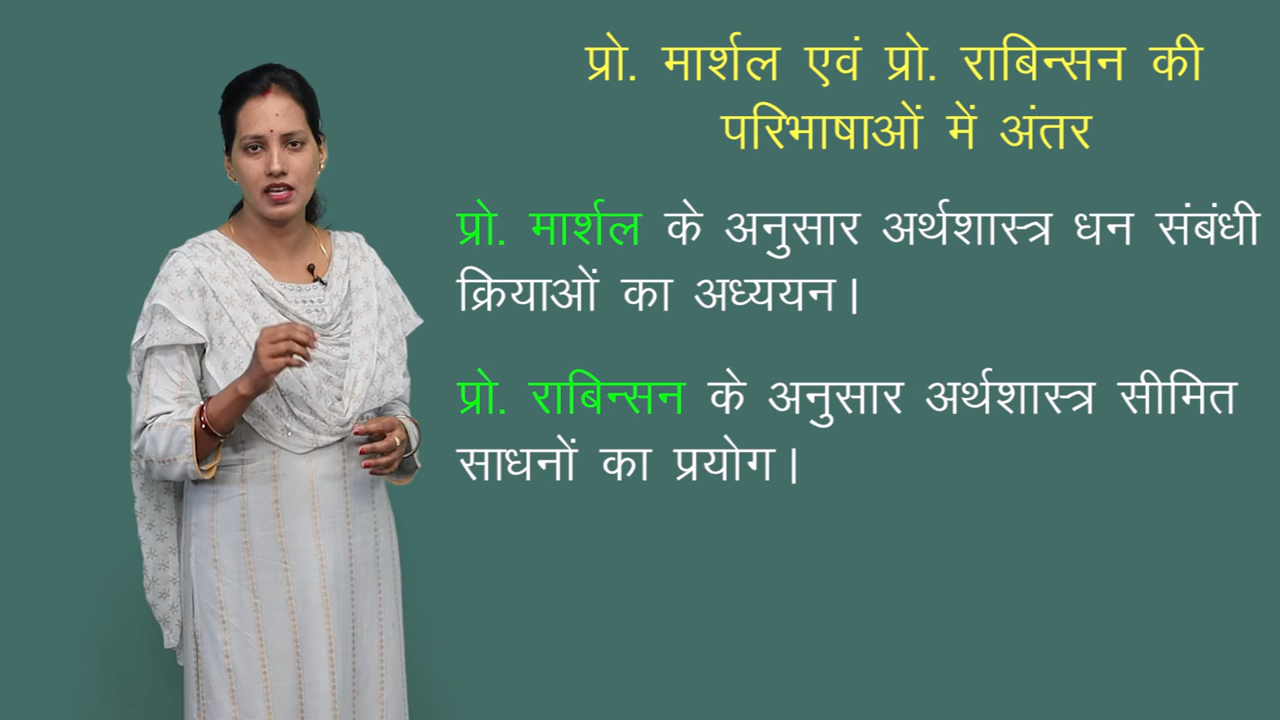 प्रो. मार्शल एवं प्रो. राबिन्सन की
परिभाषाओं में अंतर
प्रो. मार्शल के अनुसार अर्थशास्त्र धन संबंधी
क्रियाओं का अध्ययन।
प्रो. राबिन्सन के अनुसार अर्थशास्त्र सीमित
साधनों का प्रयोग।